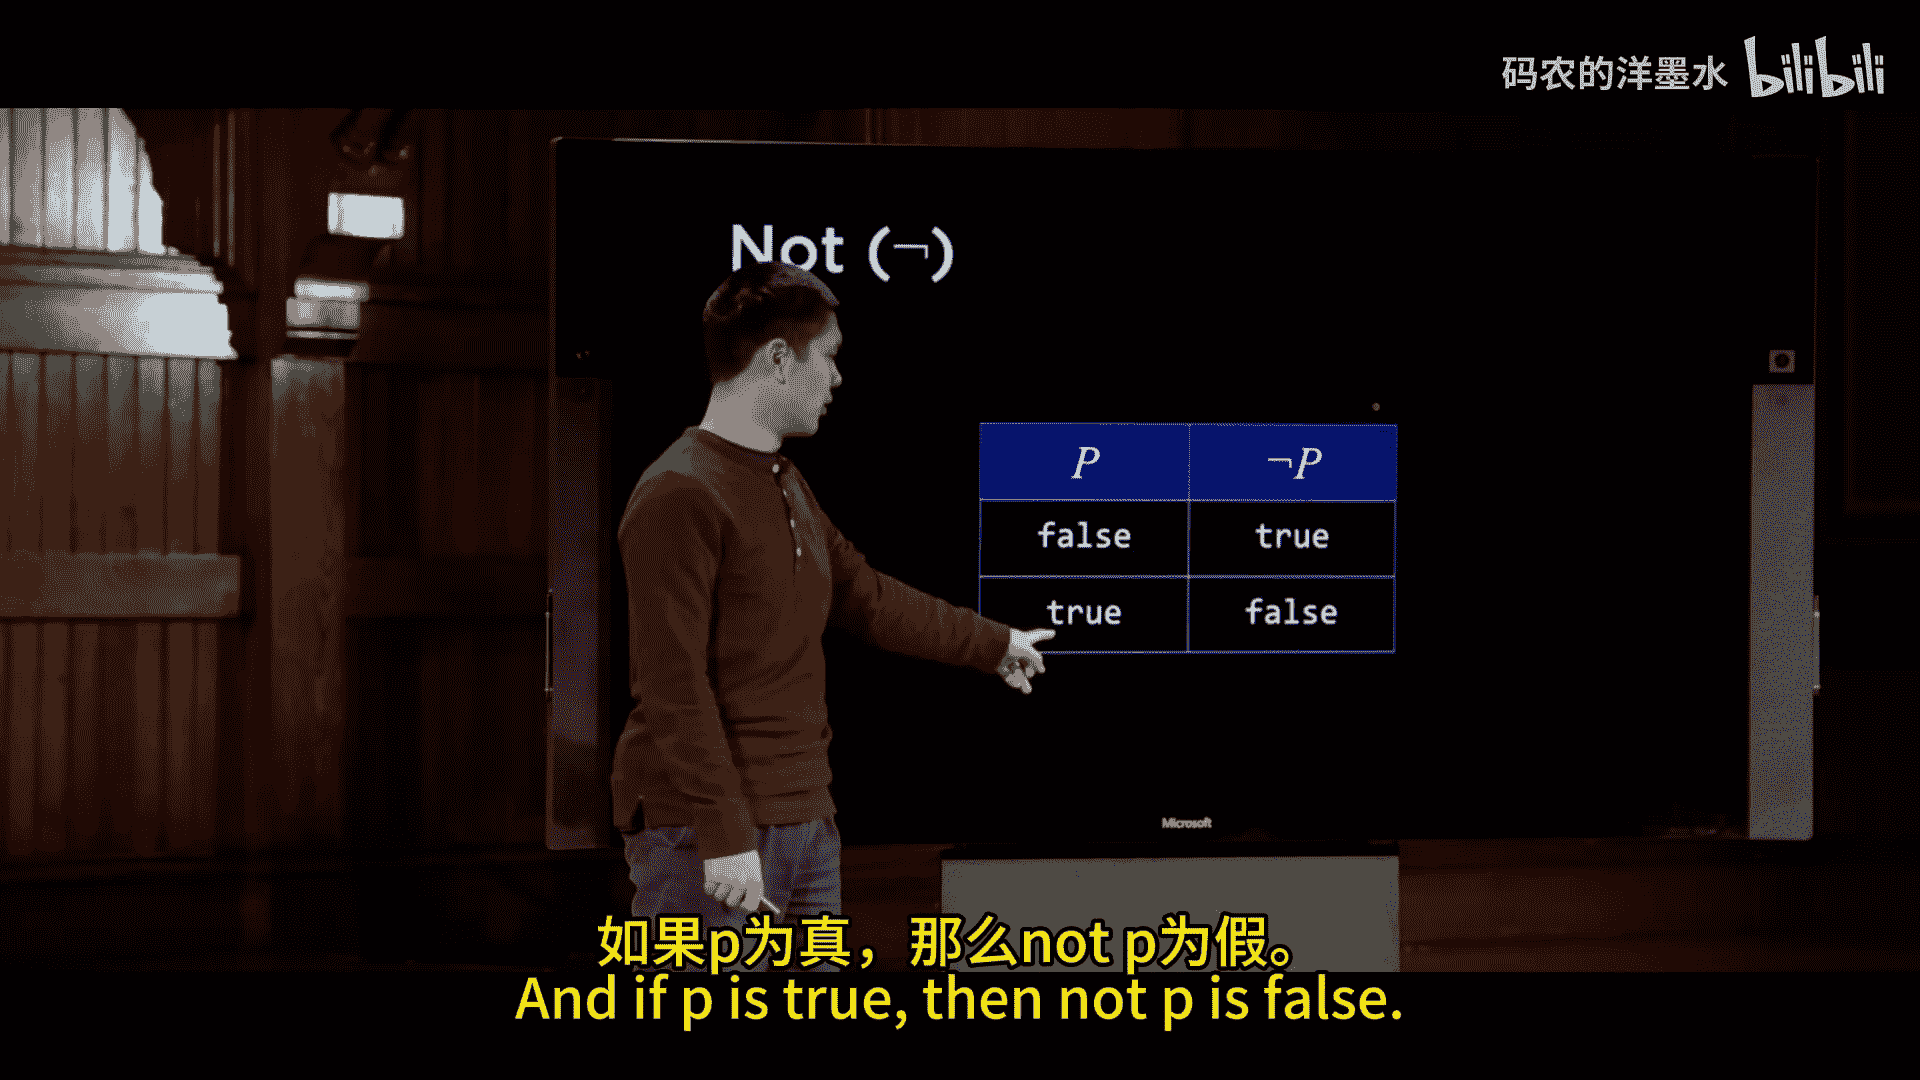 码农的洋墨水 bilibili
Not (¬)
P ¬P
false true
true false
Microsoft
如果p为真，那么not p为假。
And if p is true, then not p is false.